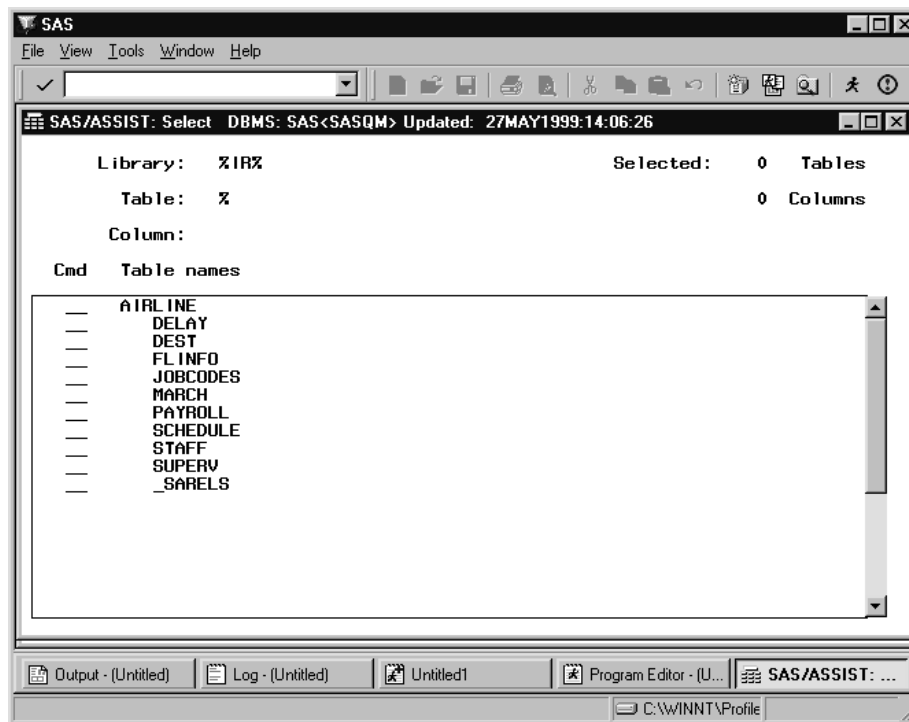 SAS
File View Tools Window Help
SAS/ASSIST: Select DBMS: SAS<SASQM> Updated: 27MAY1999:14:06:26
Library: %IR% Selected: 0 Tables
Table: % 0 Columns
Column:
Cmd Table names
AIRLINE
DELAY
DEST
FLINFO
JOBCODES
MARCH
PAYROLL
SCHEDULE
STAFF
SUPERV
_SARELS
Output - (Untitled) Log - (Untitled) Untitled1 Program Editor - (U... SAS/ASSIST: ...
C:\WINNT\Profile